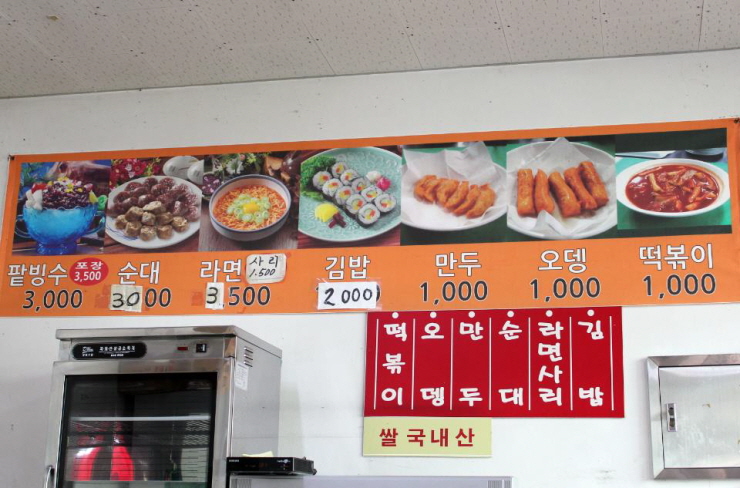 팥빙수 포장 3,500 순대 라면 사리 1.500 김밥 만두 오뎅 떡볶이
3,000 3000 3,500 2000 1,000 1,000 1,000
떡볶이
오뎅
만두
순대
라면사리
김밥
쌀국내산